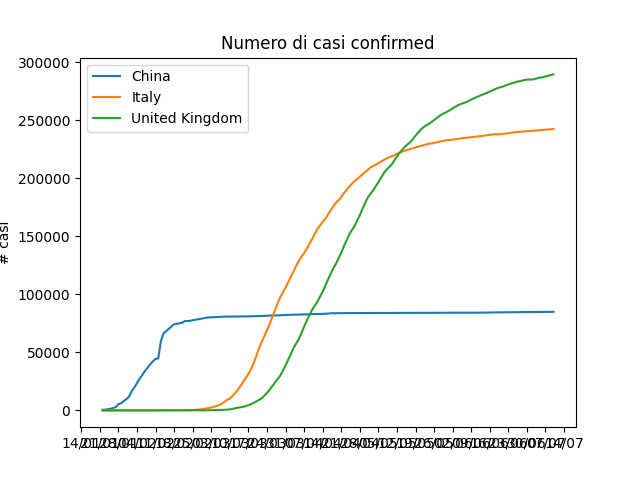 Numero di casi confirmed
China
Italy
United Kingdom
# casi
300000
250000
200000
150000
100000
50000
0